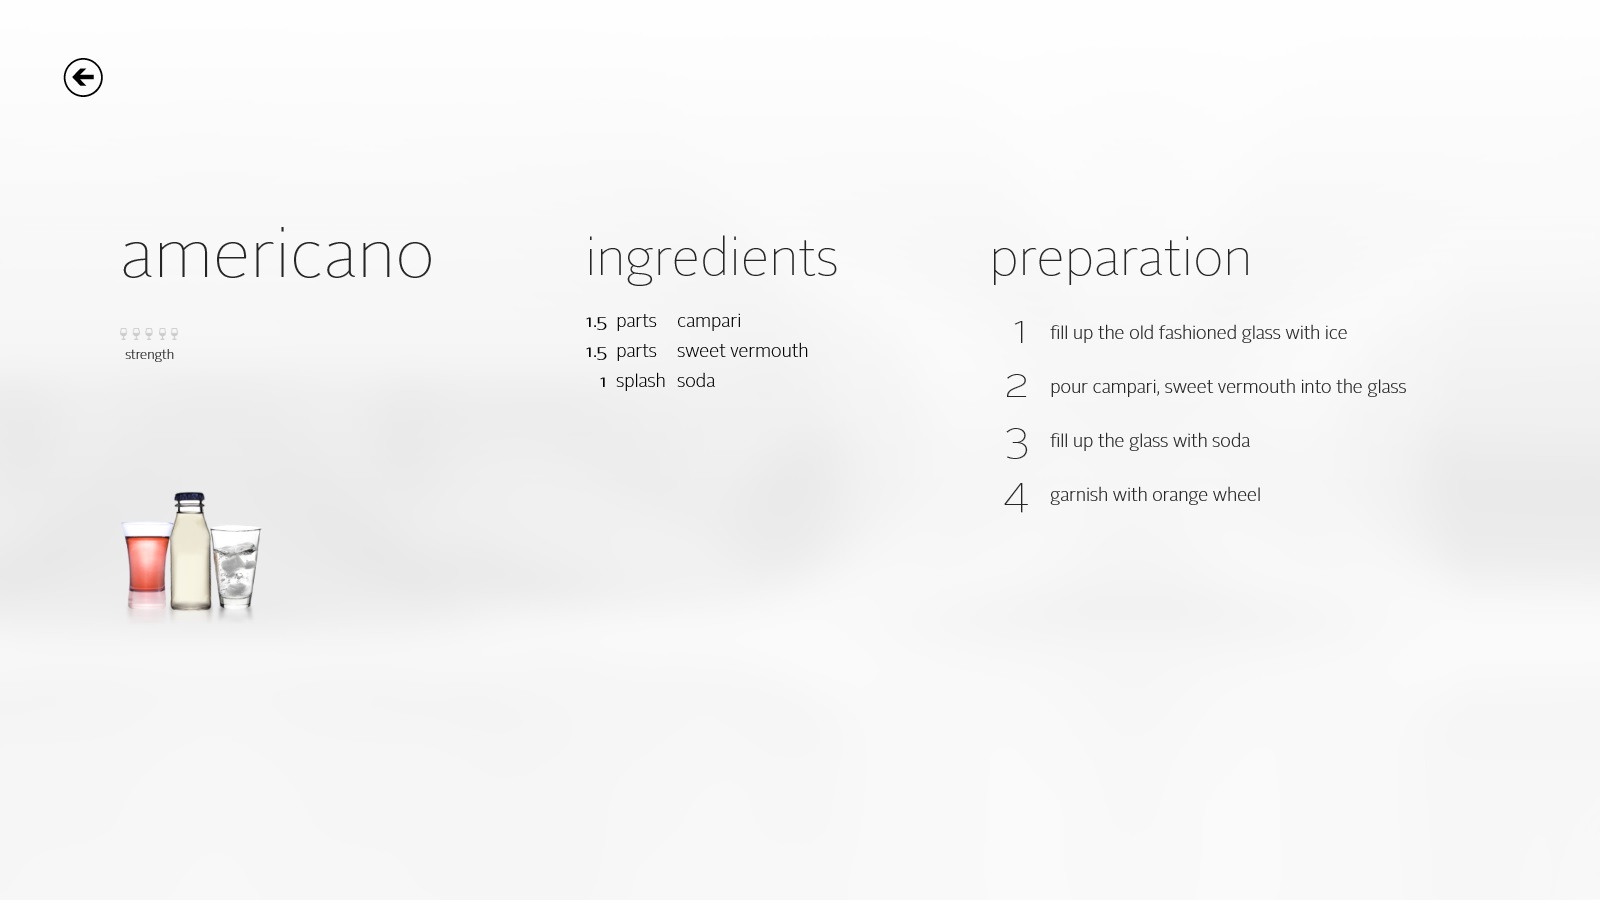 americano
strength
ingredients
1.5 parts campari
1.5 parts sweet vermouth
1 splash soda
preparation
1 fill up the old fashioned glass with ice
2 pour campari, sweet vermouth into the glass
3 fill up the glass with soda
4 garnish with orange wheel